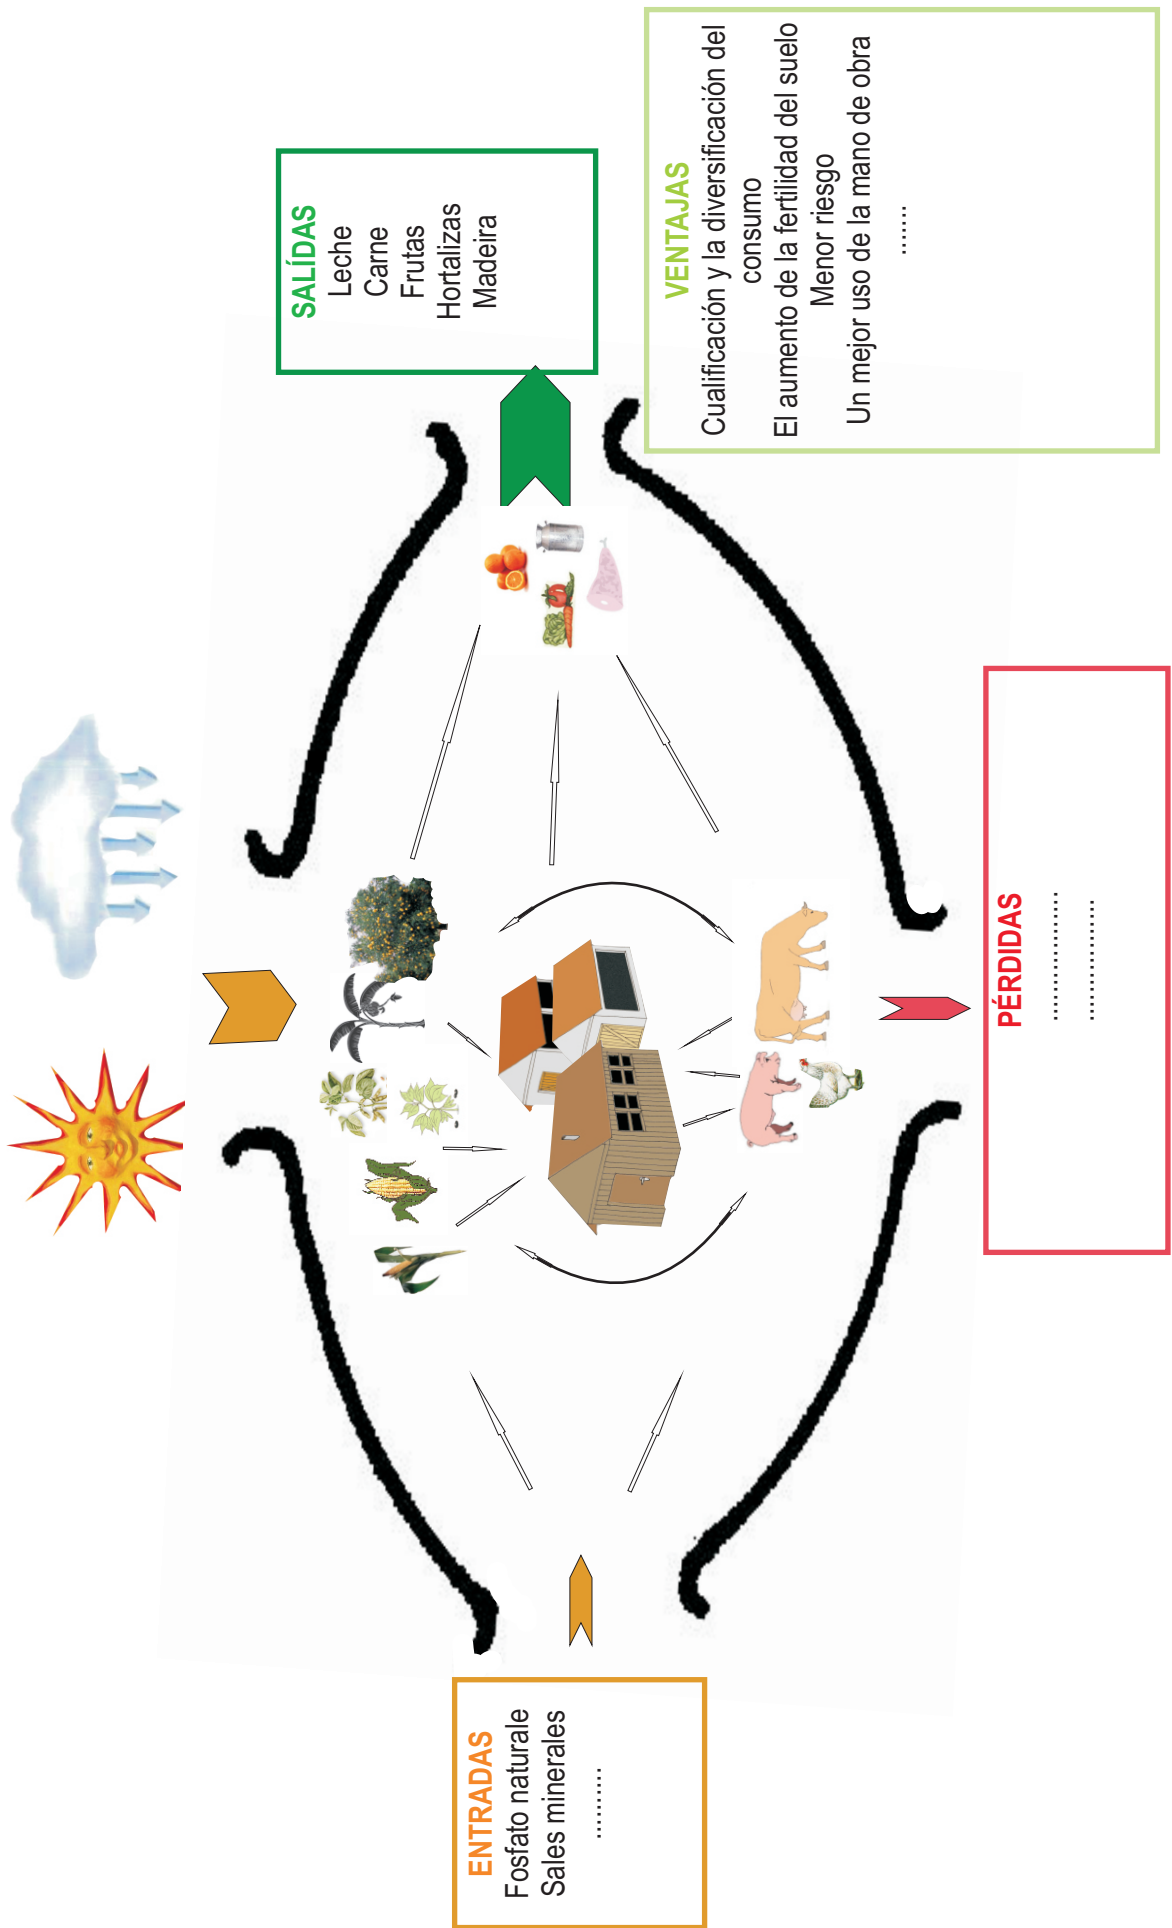 ENTRADAS
Fosfato naturale
Sales minerales
..........
SALÍDAS
Leche
Carne
Frutas
Hortalizas
Madeira
VENTAJAS
Cualificación y la diversificación del
consumo
El aumento de la fertilidad del suelo
Menor riesgo
Un mejor uso de la mano de obra
.......
PÉRDIDAS
..................
.................